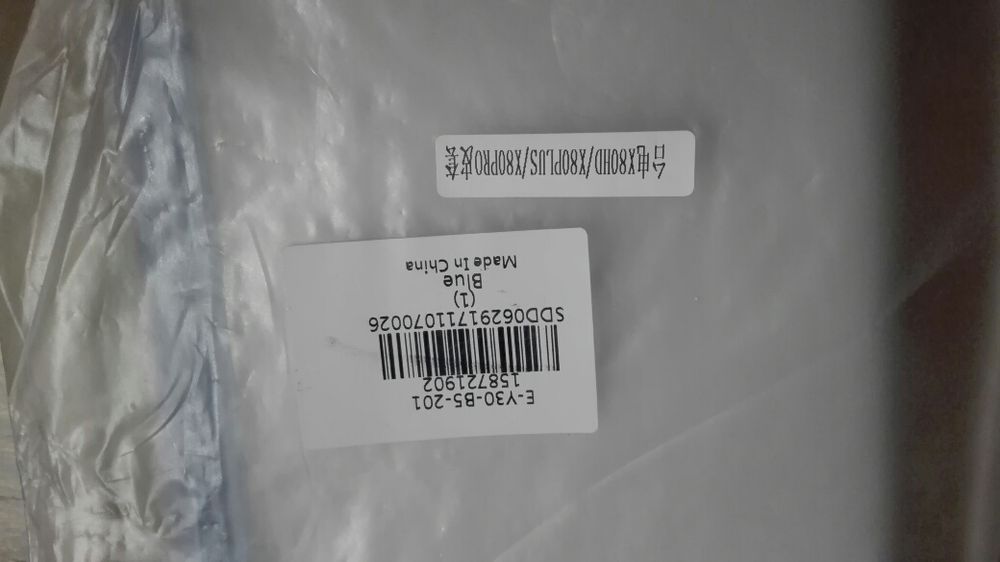 E-Y30-B5-201
158721902
SDD062917111070026
(1)
Blue
Made In China
台电X80HD/X80PLUS/X80PRO皮套